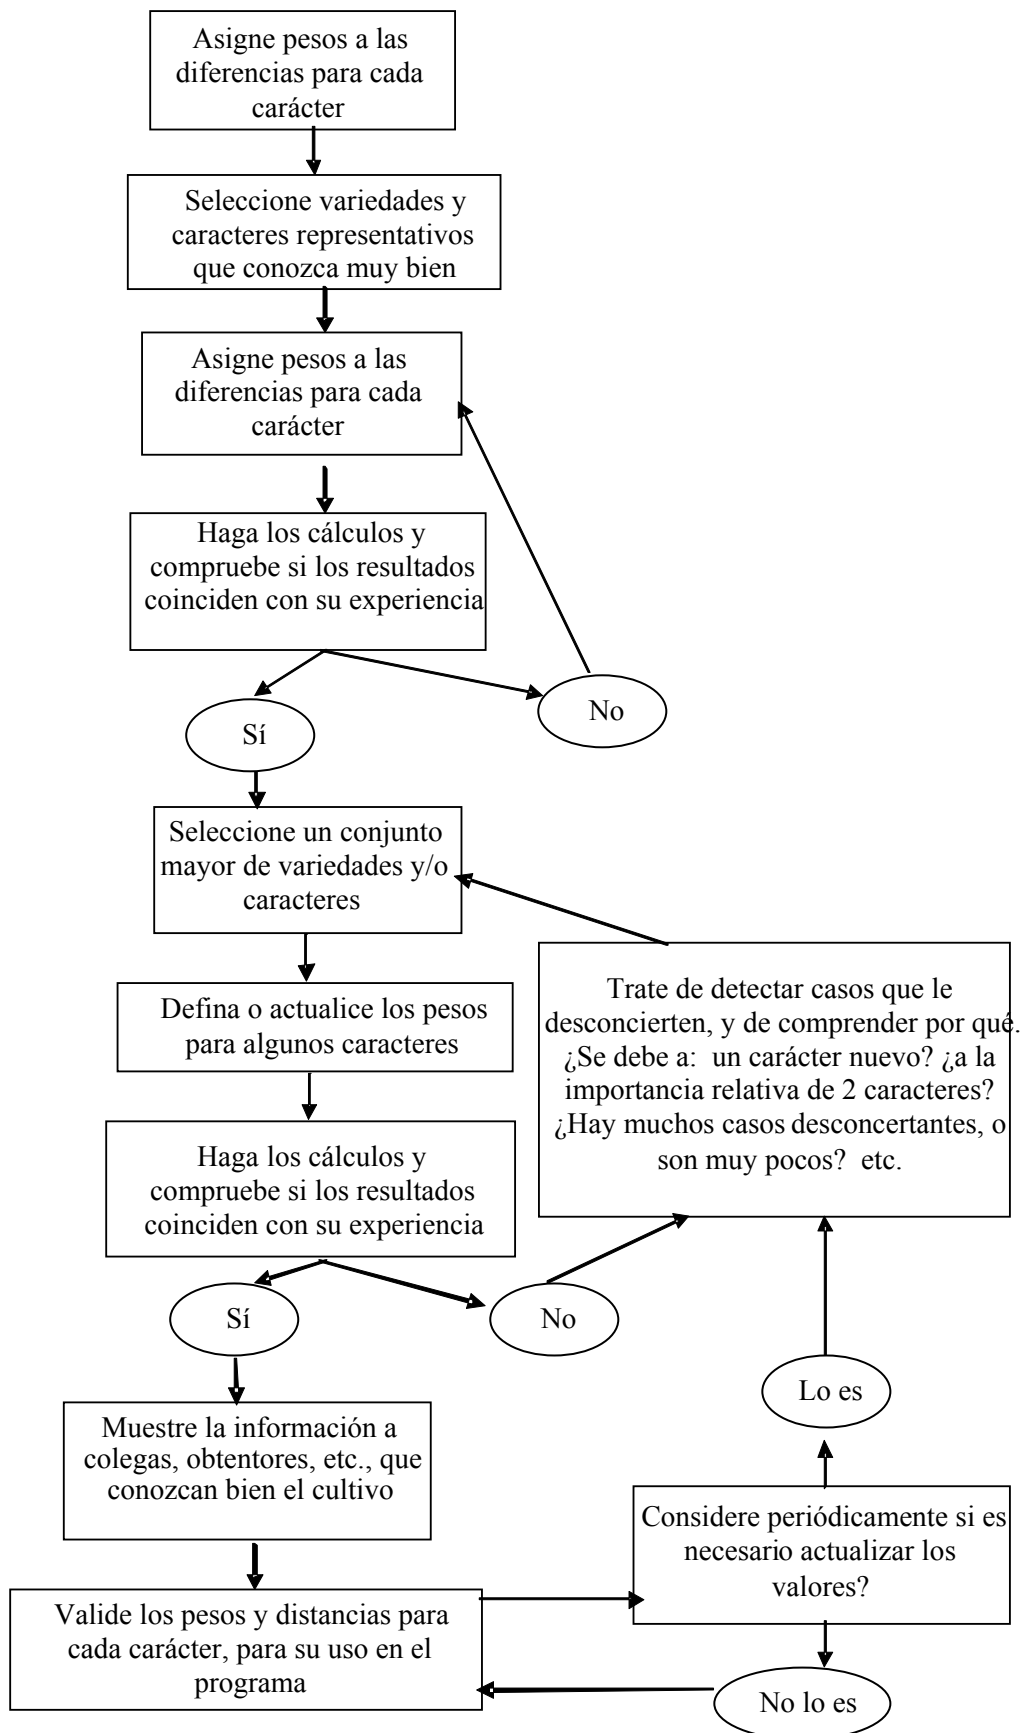 Asigne pesos a las
diferencias para cada
carácter
Seleccione variedades y
caracteres representativos
que conozca muy bien
Asigne pesos a las
diferencias para cada
carácter
Haga los cálculos y
compruebe si los resultados
coinciden con su experiencia
No
Sí
Seleccione un conjunto
mayor de variedades y/o
caracteres
Defina o actualice los pesos
para algunos caracteres
Trate de detectar casos que le
desconcierten, y de comprender por qué.
¿Se debe a: un carácter nuevo? ¿a la
importancia relativa de 2 caracteres?
¿Hay muchos casos desconcertantes, o
son muy pocos? etc.
Haga los cálculos y
compruebe si los resultados
coinciden con su experiencia
Sí
No
Lo es
Muestre la información a
colegas, obtentores, etc., que
conozcan bien el cultivo
Considere periódicamente si es
necesario actualizar los
valores?
Valide los pesos y distancias para
cada carácter, para su uso en el
programa
No lo es